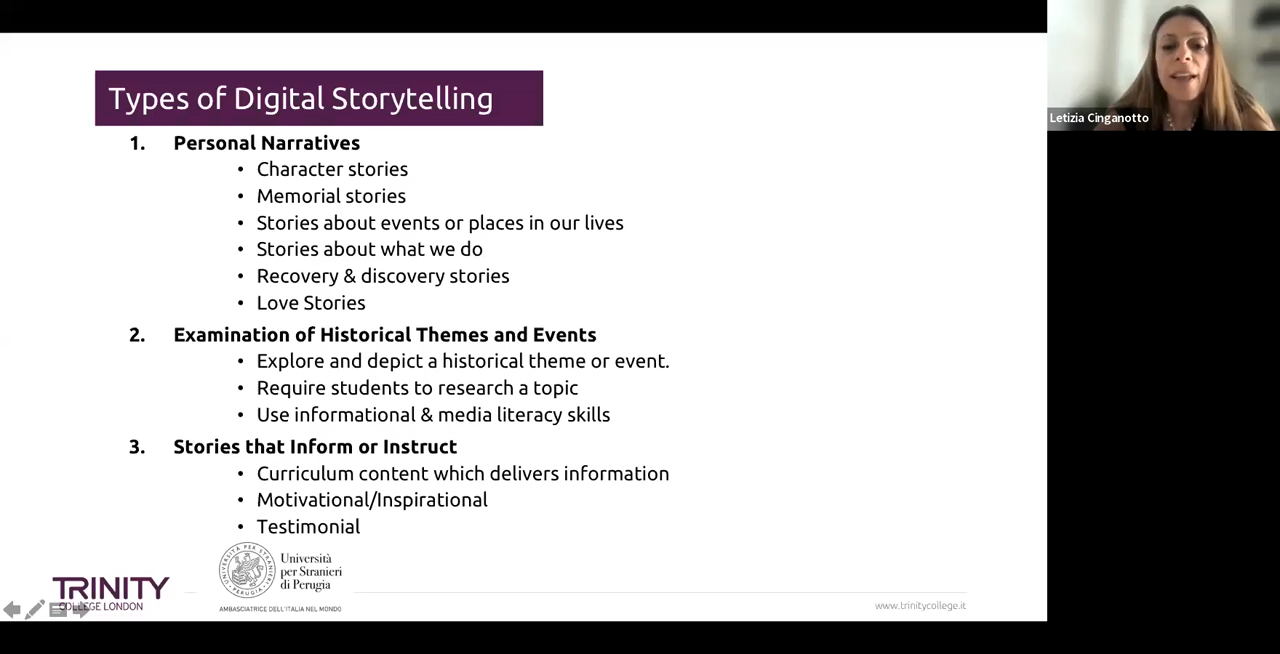 Types of Digital Storytelling
Letizia Cinganotto
1. Personal Narratives
• Character stories
• Memorial stories
• Stories about events or places in our lives
• Stories about what we do
• Recovery & discovery stories
• Love Stories
2. Examination of Historical Themes and Events
• Explore and depict a historical theme or event.
• Require students to research a topic
• Use informational & media literacy skills
3. Stories that Inform or Instruct
• Curriculum content which delivers information
• Motivational/Inspirational
• Testimonial
TRINITY
COLLEGE LONDON
UNIVERSITÀ PER STRANIERI
PERUGIA
Università
per Stranieri
di Perugia
AMBASCIATRICE DELL'ITALIA NEL MONDO
www.trinitycollege.it